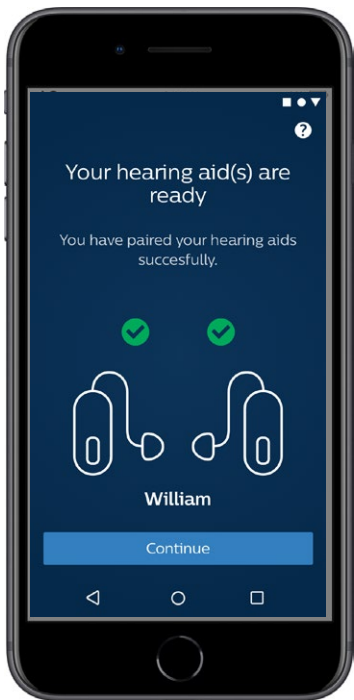 ?
Your hearing aid(s) are
ready
You have paired your hearing aids
succesfully.
William
Continue